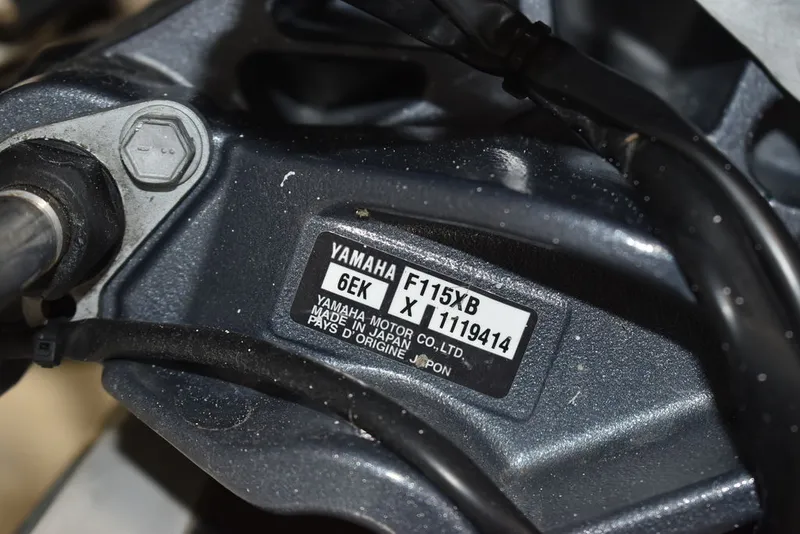 YAMAHA F115XB
6EK X 1119414
YAMAHA MOTOR CO.,LTD.
MADE IN JAPAN
PAYS D'ORIGINE JAPON